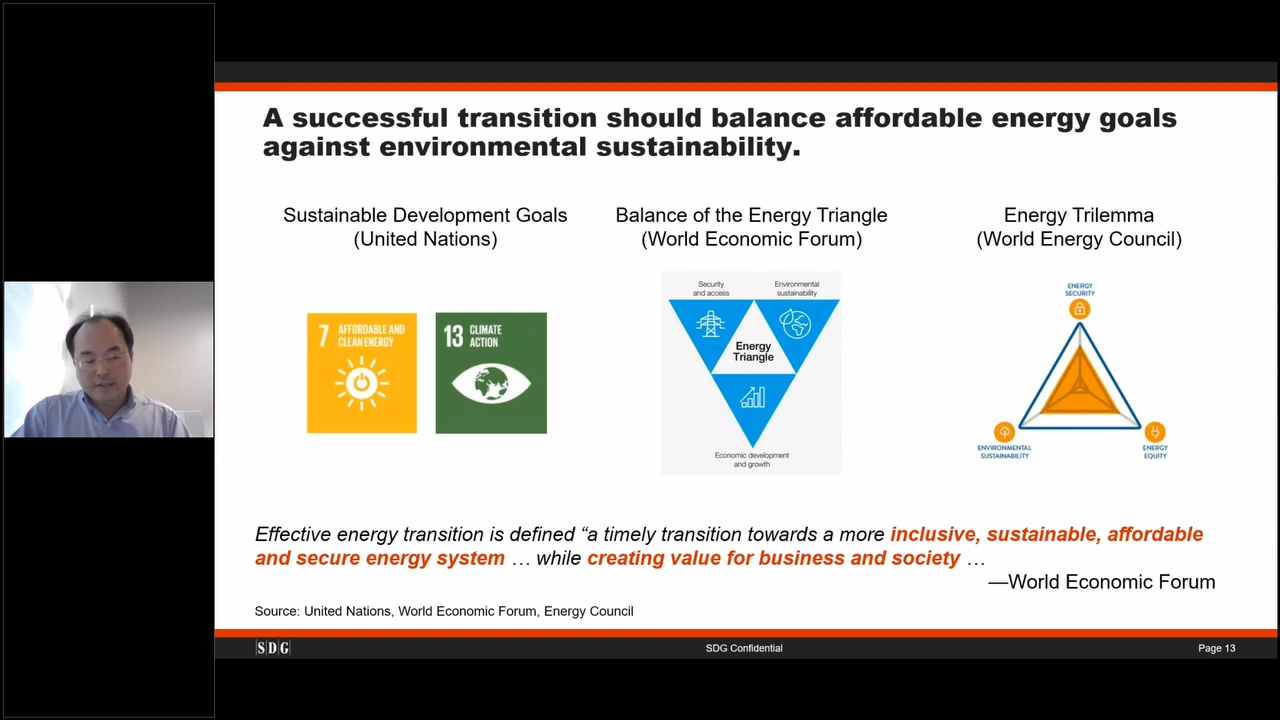 A successful transition should balance affordable energy goals
against environmental sustainability.
Sustainable Development Goals
(United Nations)
7 AFFORDABLE AND
CLEAN ENERGY
13 CLIMATE
ACTION
Balance of the Energy Triangle
(World Economic Forum)
Security
and access
Environmental
sustainability
Energy
Triangle
Economic development
and growth
Energy Trilemma
(World Energy Council)
ENERGY
SECURITY
ENVIRONMENTAL
SUSTAINABILITY
ENERGY
EQUITY
Effective energy transition is defined “a timely transition towards a more inclusive, sustainable, affordable
and secure energy system … while creating value for business and society …
—World Economic Forum
Source: United Nations, World Economic Forum, Energy Council
SDG
SDG Confidential
Page 13